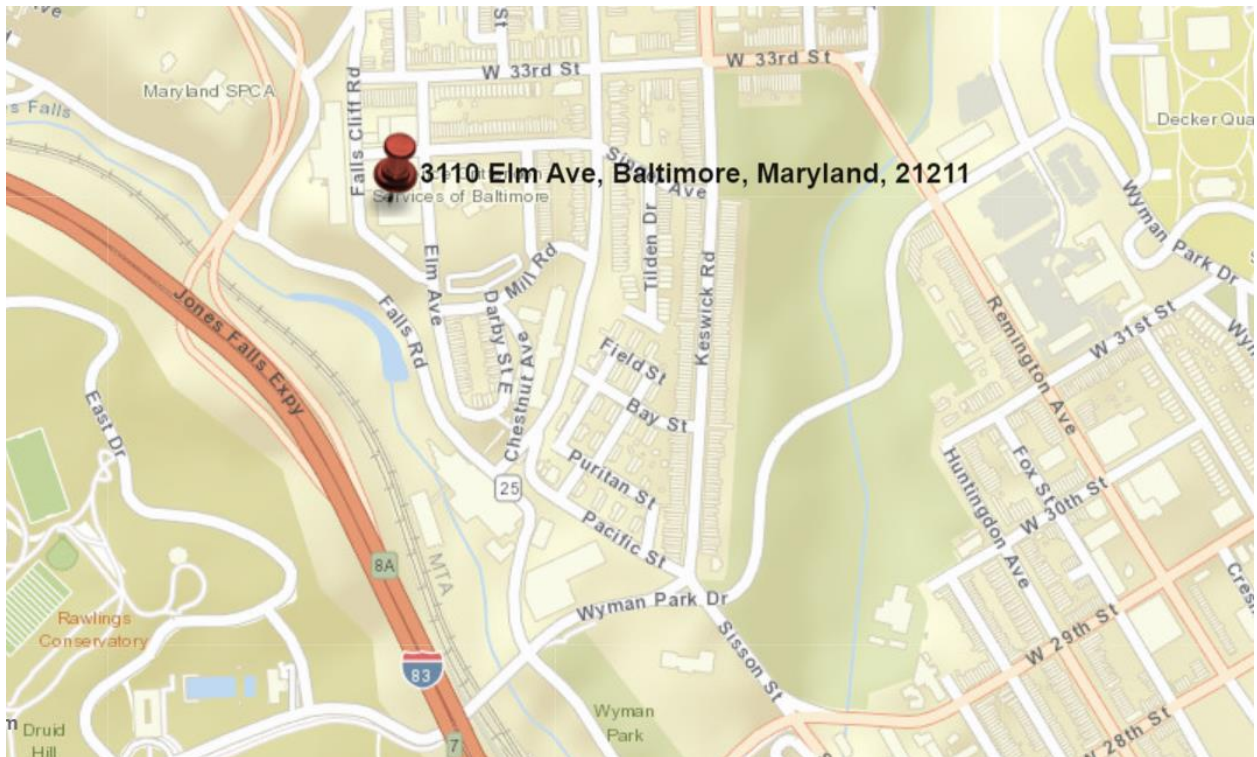 St
W 33rd St
W 33rd St
Maryland SPCA
s Falls
Falls Cliff Rd
Decker Qua
3110 Elm Ave, Baltimore, Maryland, 21211
Services of Baltimore
Ave
Wyman Park Dr
Tilden Dr
Elm Ave
Mill Rd
Darby St E
Keswick Rd
Jones Falls Expy
Falls Rd
Remington Ave
W 31st St
Field St
East Dr
Chestnut Ave
Bay St
Huntingdon Ave
Fox St
W 30th St
Puritan St
25
Pacific St
MTA
8A
Cres
Wyman Park Dr
Rawlings
Conservatory
W 29th St
Sisson St
83
Wyman
Park
m
Druid
Hill
7
W 28th St